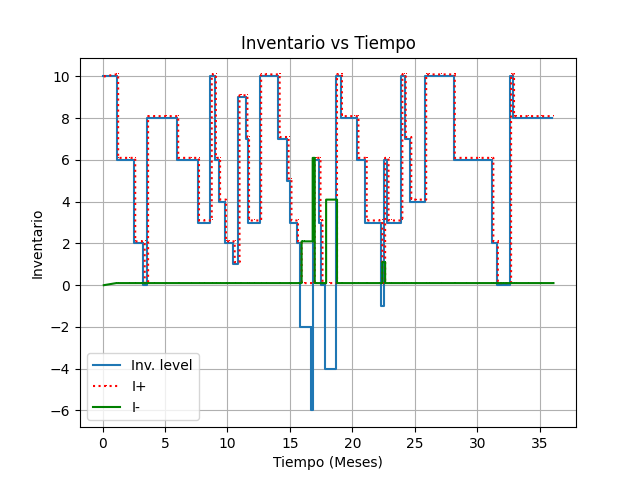 Inventario vs Tiempo
Inventario
10
8
6
4
2
0
−2
−4
−6
Inv. level
I+
I-
0 5 10 15 20 25 30 35
Tiempo (Meses)